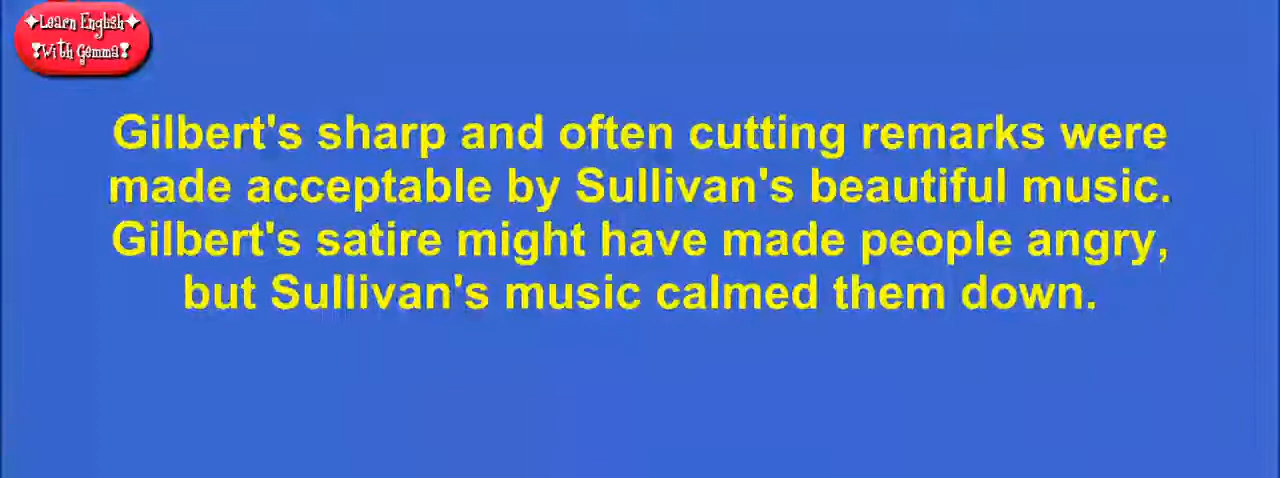 ✦Learn English✦
❣With Gemma❣
Gilbert's sharp and often cutting remarks were
made acceptable by Sullivan's beautiful music.
Gilbert's satire might have made people angry,
but Sullivan's music calmed them down.